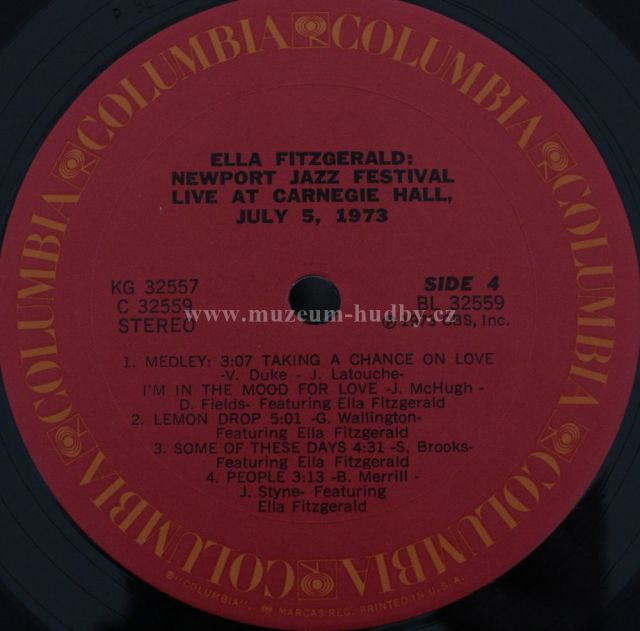 COLUMBIA COLUMBIA COLUMBIA COLUMBIA COLUMBIA COLUMBIA
ELLA FITZGERALD:
NEWPORT JAZZ FESTIVAL
LIVE AT CARNEGIE HALL,
JULY 5, 1973
KG 32557
SIDE 4
C 32559
BL 32559
www.muzeum-hudby.cz
STEREO
CBS, Inc.
1. MEDLEY: 3:07 TAKING A CHANCE ON LOVE
-V. Duke - J. Latouche-
I'M IN THE MOOD FOR LOVE -J. McHugh -
D. Fields- Featuring Ella Fitzgerald
2. LEMON DROP 5:01 -G. Wallington-
Featuring Ella Fitzgerald
3. SOME OF THESE DAYS 4:31 -S. Brooks-
Featuring Ella Fitzgerald
4. PEOPLE 3:13 -B. Merrill -
J. Styne- Featuring
Ella Fitzgerald
"COLUMBIA", MARCAS REG. PRINTED IN U.S.A.